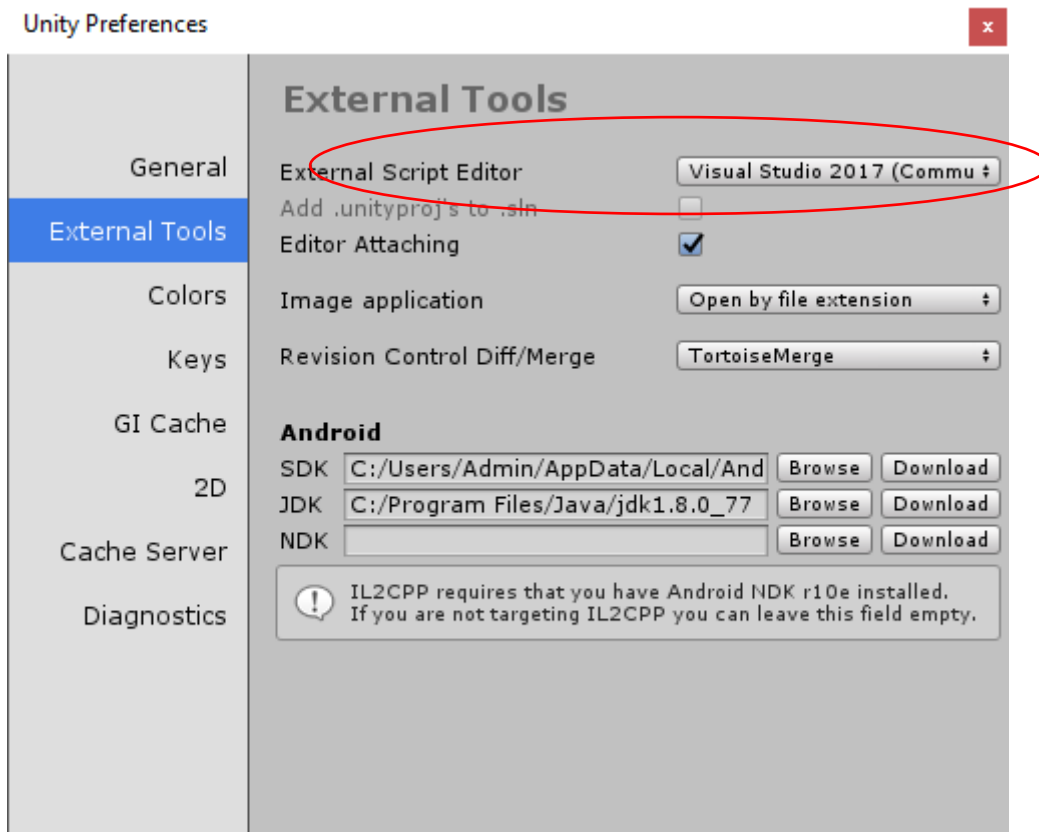 Unity Preferences
x
External Tools
General
External Tools
Colors
Keys
GI Cache
2D
Cache Server
Diagnostics
External Script Editor Visual Studio 2017 (Commu
Add .unityproj's to .sln
Editor Attaching
Image application Open by file extension
Revision Control Diff/Merge TortoiseMerge
Android
SDK C:/Users/Admin/AppData/Local/And Browse Download
JDK C:/Program Files/Java/jdk1.8.0_77 Browse Download
NDK Browse Download
IL2CPP requires that you have Android NDK r10e installed.
If you are not targeting IL2CPP you can leave this field empty.